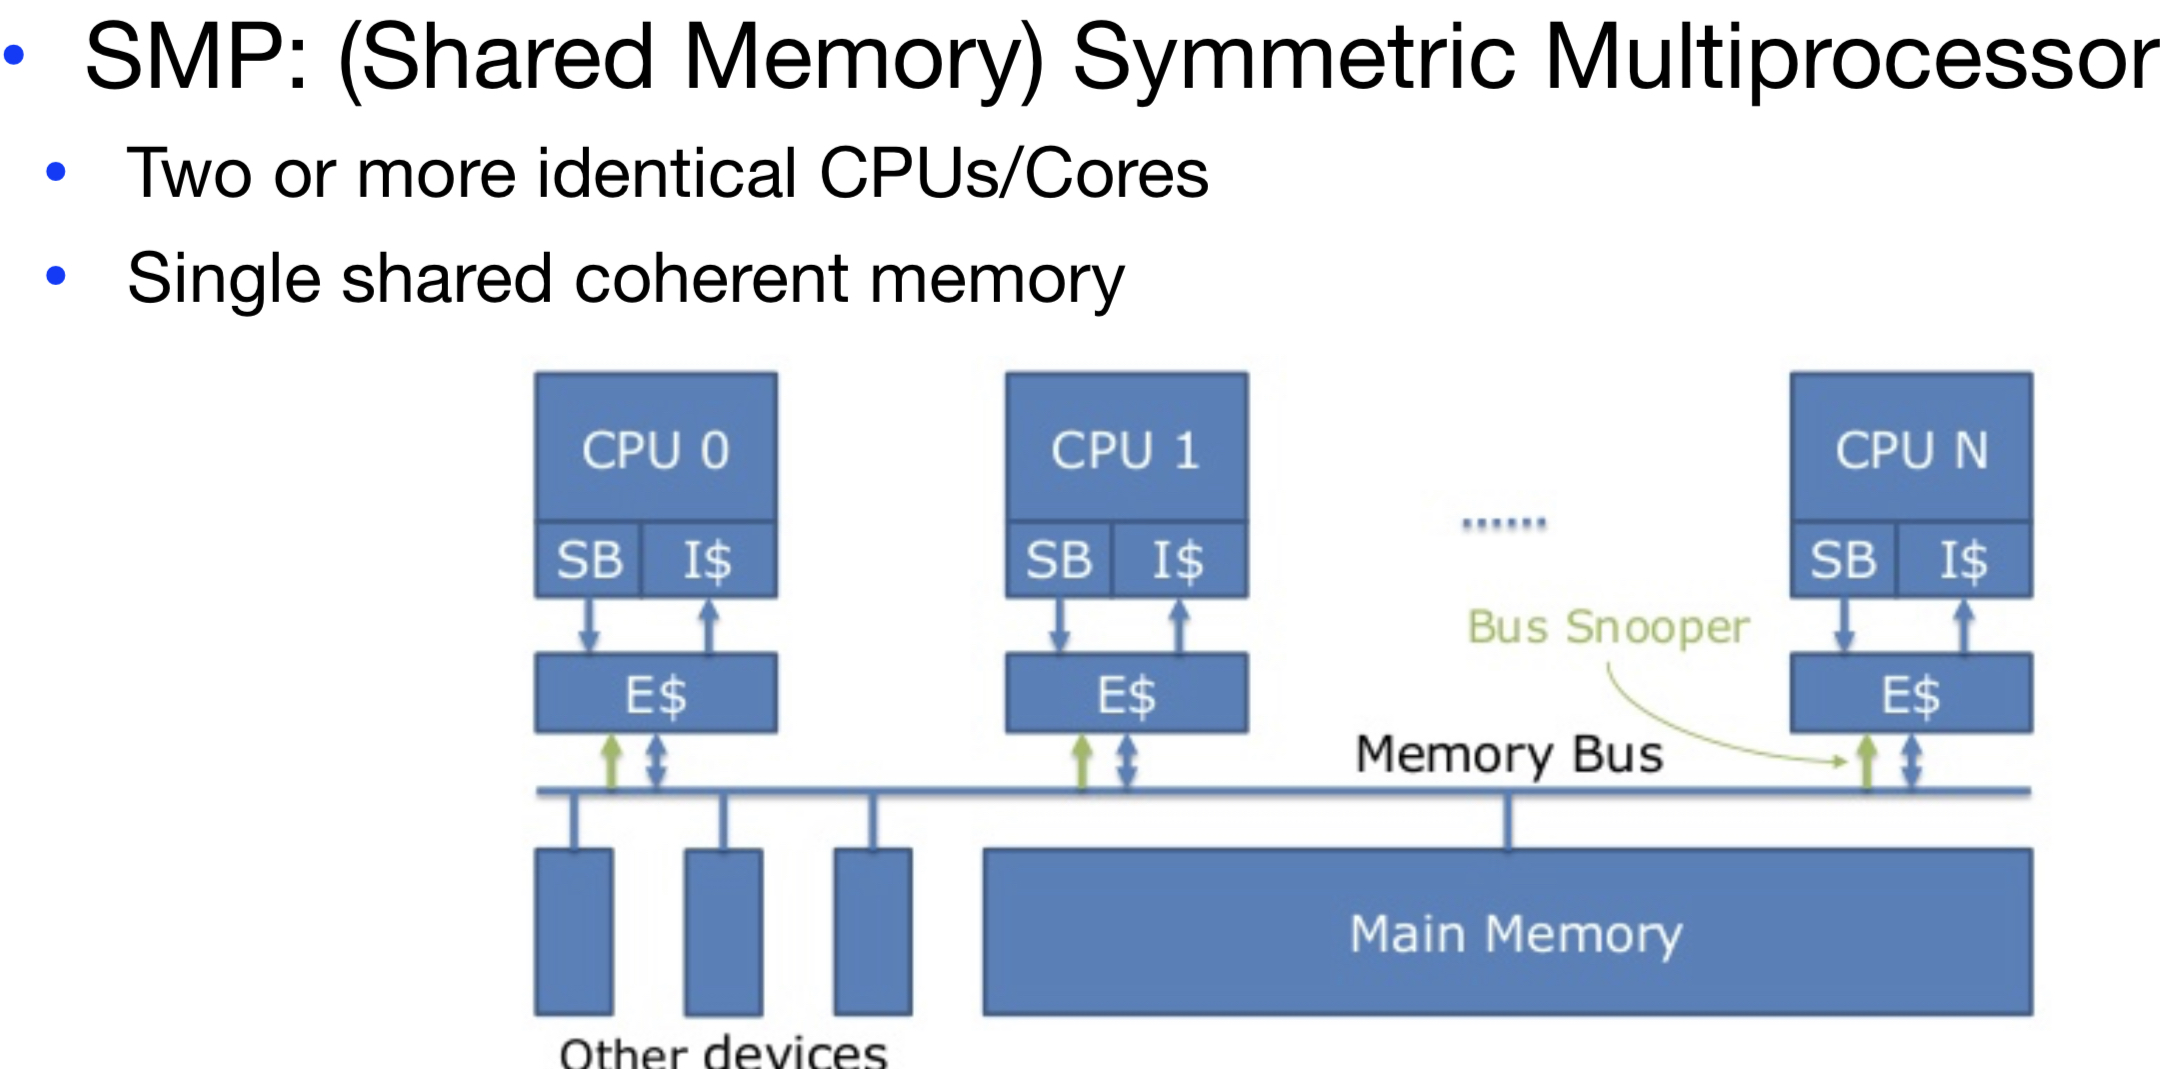 • SMP: (Shared Memory) Symmetric Multiprocessor
• Two or more identical CPUs/Cores
• Single shared coherent memory
CPU 0 CPU 1 CPU N
......
SB I$ SB I$ SB I$
Bus Snooper
E$ E$ E$
Memory Bus
Main Memory
Other devices